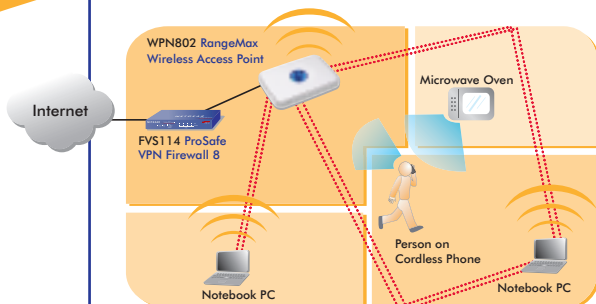 WPN802 RangeMax
Wireless Access Point
Microwave Oven
Internet
FVS114 ProSafe
VPN Firewall 8
Person on
Cordless Phone
Notebook PC
Notebook PC